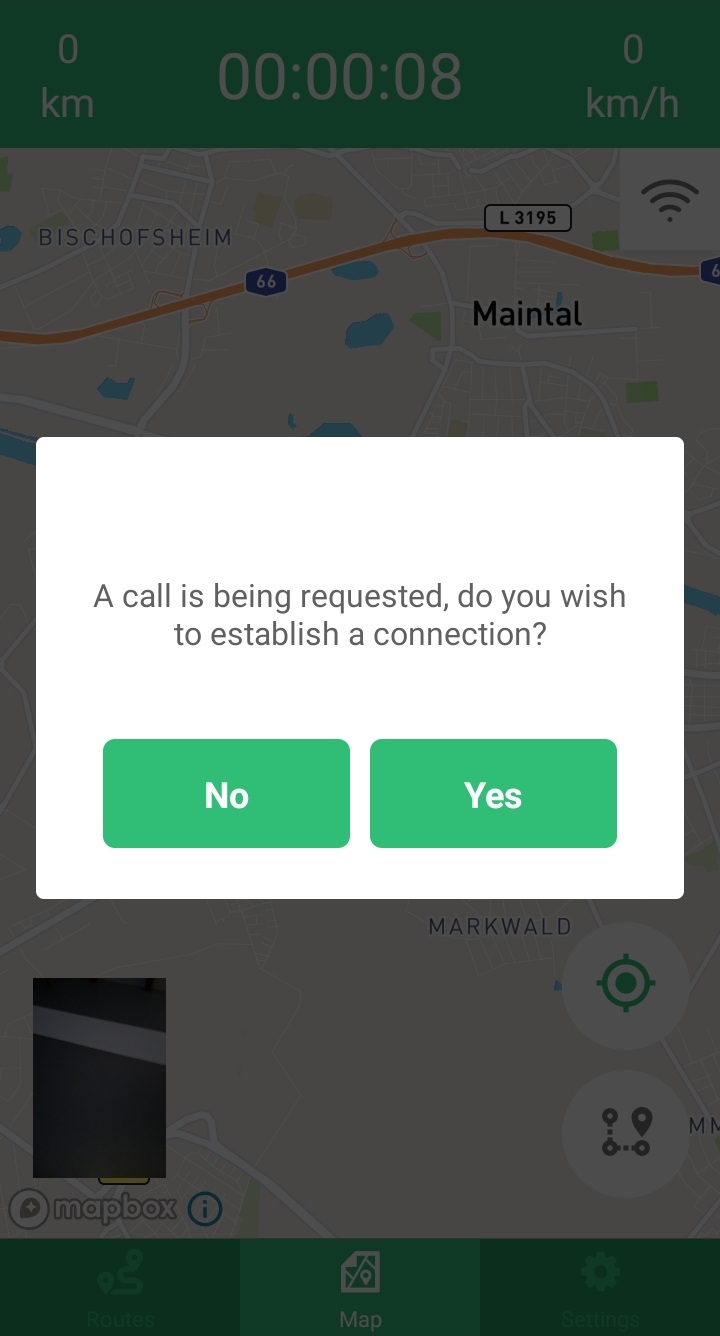 0
km
00:00:08
0
km/h
BISCHOFSHEIM
L 3195
66
6
Maintal
A call is being requested, do you wish
to establish a connection?
No
Yes
MARKWALD
MM
mapbox
Routes
Map
Settings